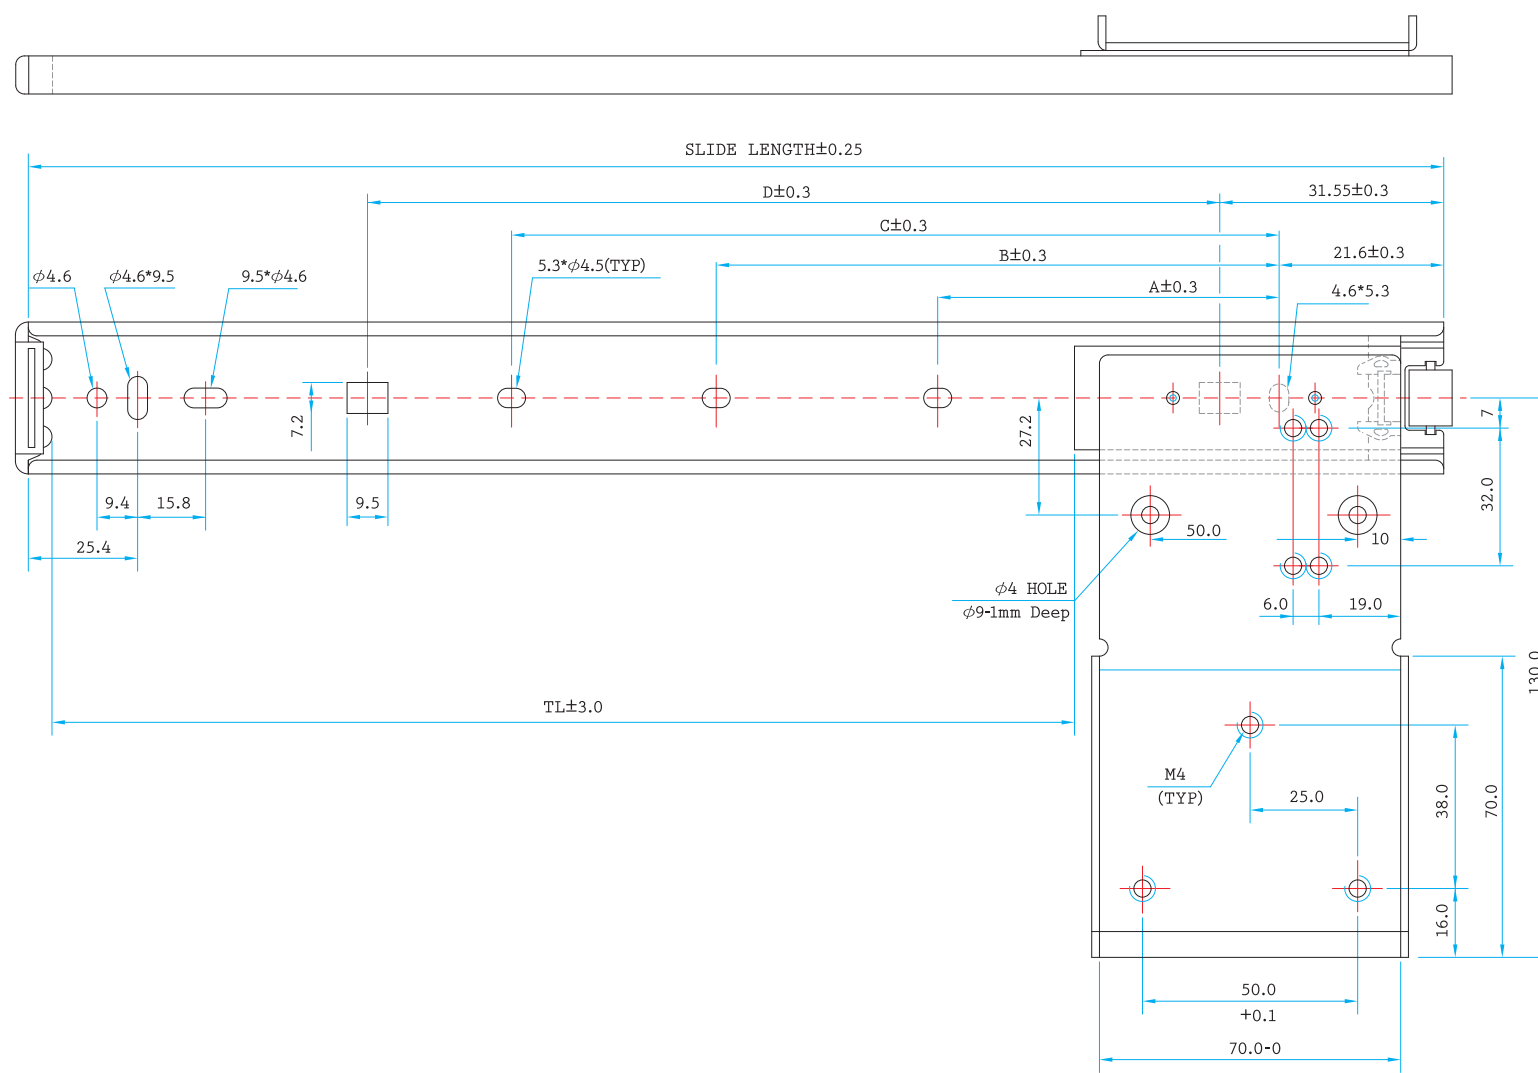 SLIDE LENGTH±0.25
D±0.3
31.55±0.3
C±0.3
B±0.3
21.6±0.3
ϕ4.6
ϕ4.6*9.5
9.5*ϕ4.6
5.3*ϕ4.5(TYP)
A±0.3
4.6*5.3
7.2
27.2
7
32.0
9.4
15.8
9.5
25.4
50.0
10
ϕ4 HOLE
ϕ9-1mm Deep
6.0
19.0
130.0
TL±3.0
M4
(TYP)
25.0
38.0
70.0
16.0
50.0
+0.1
70.0-0